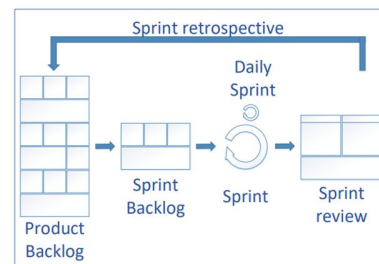 Sprint retrospective
Daily
Sprint
Sprint
Backlog
Sprint
Sprint
review
Product
Backlog